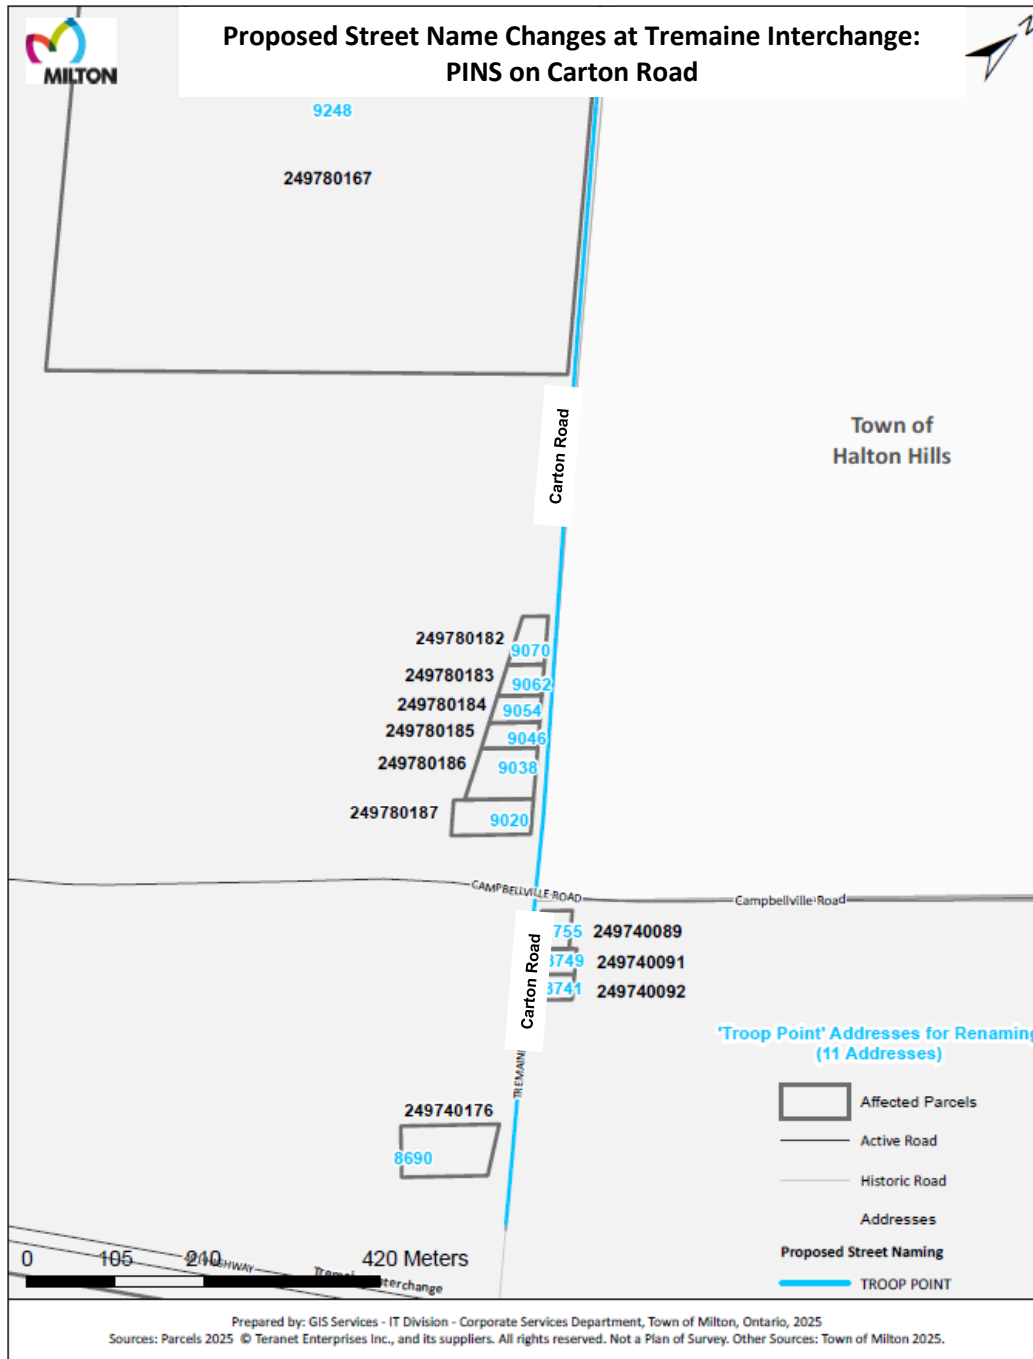 MILTON
Proposed Street Name Changes at Tremaine Interchange:
PINS on Carton Road
N
9248
249780167
Carton Road
Town of
Halton Hills
249780182
9070
249780183
9062
249780184
9054
249780185
9046
249780186
9038
249780187
9020
CAMPBELLVILLE ROAD
Campbellville Road
755 249740089
3749 249740091
3741 249740092
Carton Road
TREMAINE
'Troop Point' Addresses for Renaming
(11 Addresses)
Affected Parcels
Active Road
Historic Road
Addresses
Proposed Street Naming
TROOP POINT
249740176
8690
0 105 210 420 Meters
HIGHWAY
Interchange
Prepared by: GIS Services - IT Division - Corporate Services Department, Town of Milton, Ontario, 2025
Sources: Parcels 2025 © Teranet Enterprises Inc., and its suppliers. All rights reserved. Not a Plan of Survey. Other Sources: Town of Milton 2025.